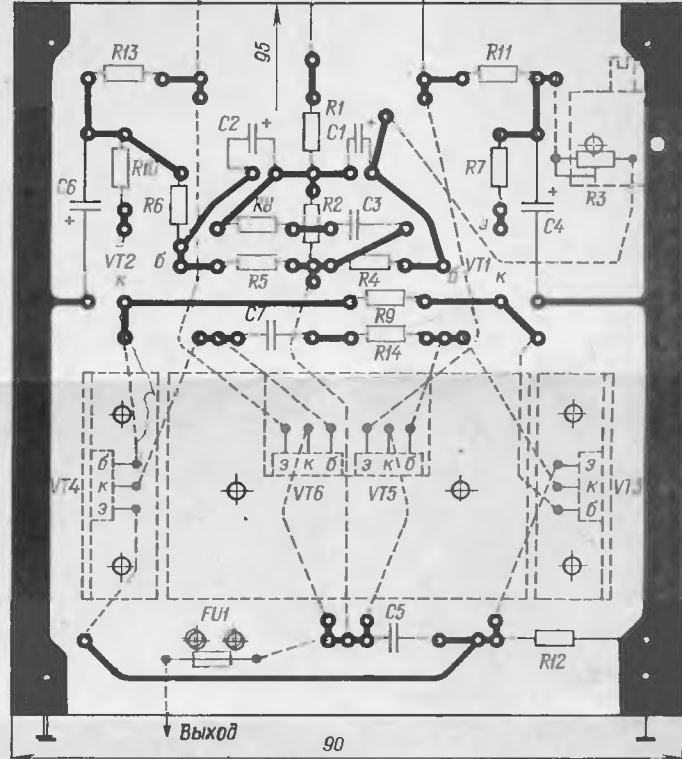 95
R13
R11
C2
+
R1
C1
+
R10
R7
R3
C6
+
R6
R8
R2
C3
э
+
C4
э
VT2
к
б
R5
R4
б
VT1
к
C7
R9
R14
б
к
э
VT4
э
к
б
э
к
б
VT6
VT5
э
к
б
VT3
FU1
C5
R12
Выход
90